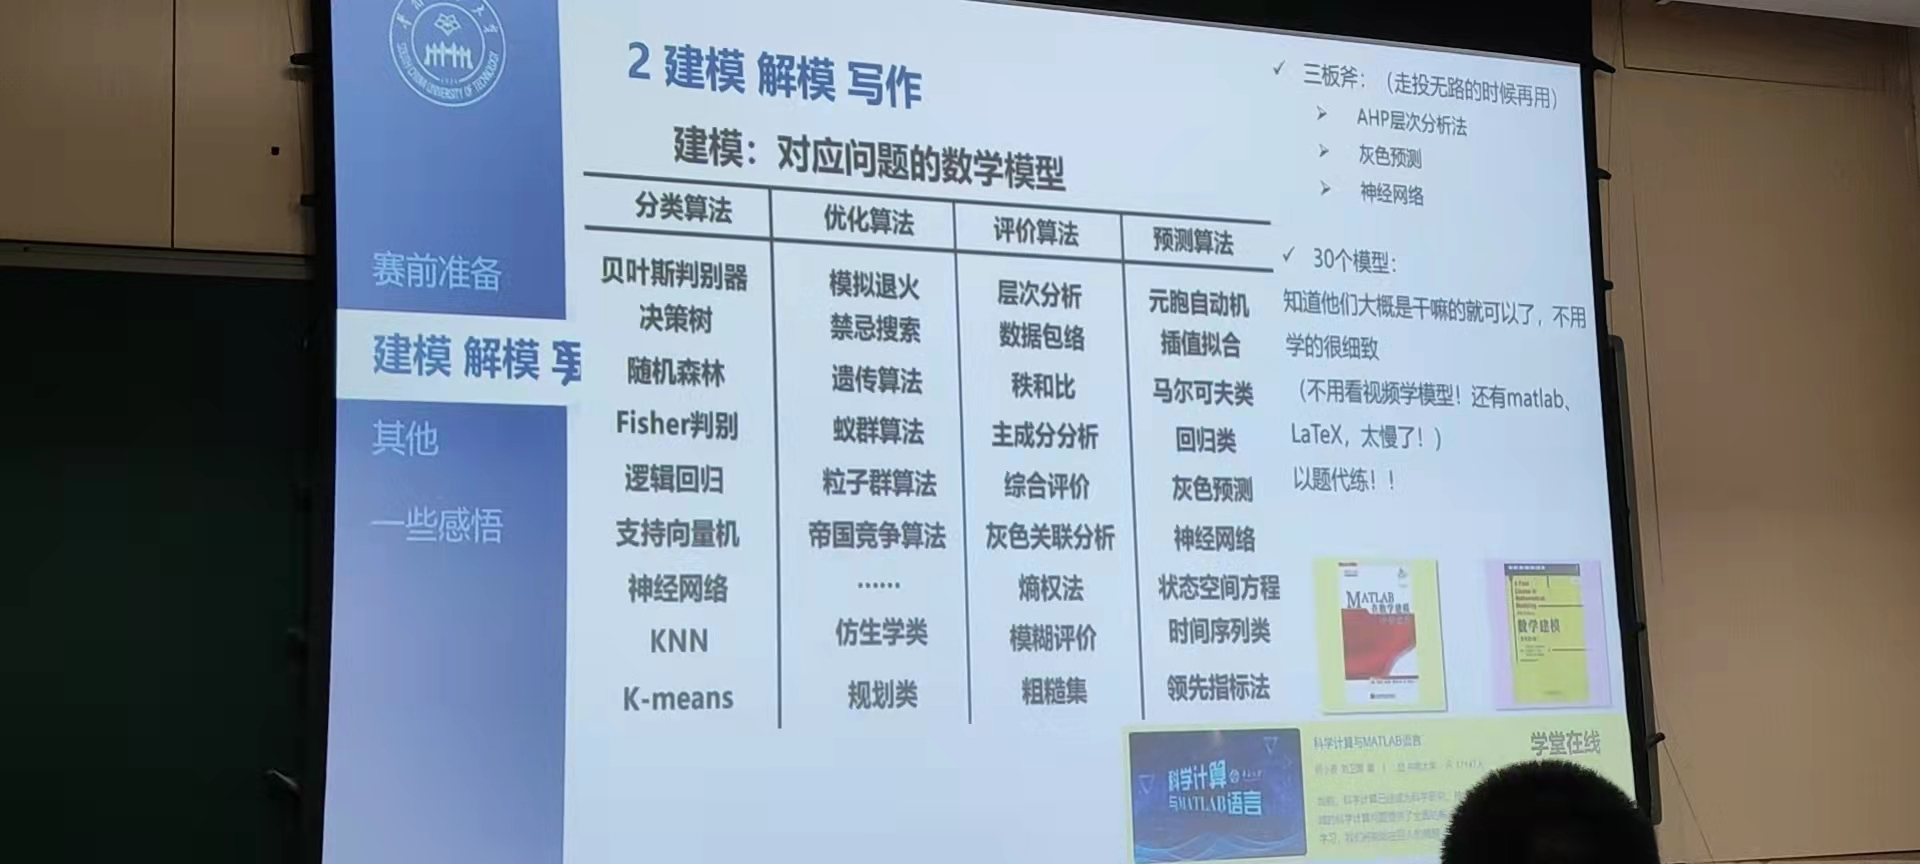 SOUTH CHINA UNIVERSITY OF TECHNOLOGY
赛前准备
建模 解模 写
其他
一些感悟
2 建模 解模 写作
建模：对应问题的数学模型
分类算法 优化算法 评价算法 预测算法
贝叶斯判别器 模拟退火 层次分析 元胞自动机
决策树 禁忌搜索 数据包络 插值拟合
随机森林 遗传算法 秩和比 马尔可夫类
Fisher判别 蚁群算法 主成分分析 回归类
逻辑回归 粒子群算法 综合评价 灰色预测
支持向量机 帝国竞争算法 灰色关联分析 神经网络
神经网络 …… 熵权法 状态空间方程
KNN 仿生学类 模糊评价 时间序列类
K-means 规划类 粗糙集 领先指标法
✓ 三板斧：（走投无路的时候再用）
➢ AHP层次分析法
➢ 灰色预测
➢ 神经网络
✓ 30个模型：
知道他们大概是干嘛的就可以了，不用
学的很细致
（不用看视频学模型！还有matlab、
LaTeX，太慢了！)
以题代练！！
MATLAB
在数学建模
数学建模
科学计算
与MATLAB语言
科学计算与MATLAB语言
学堂在线